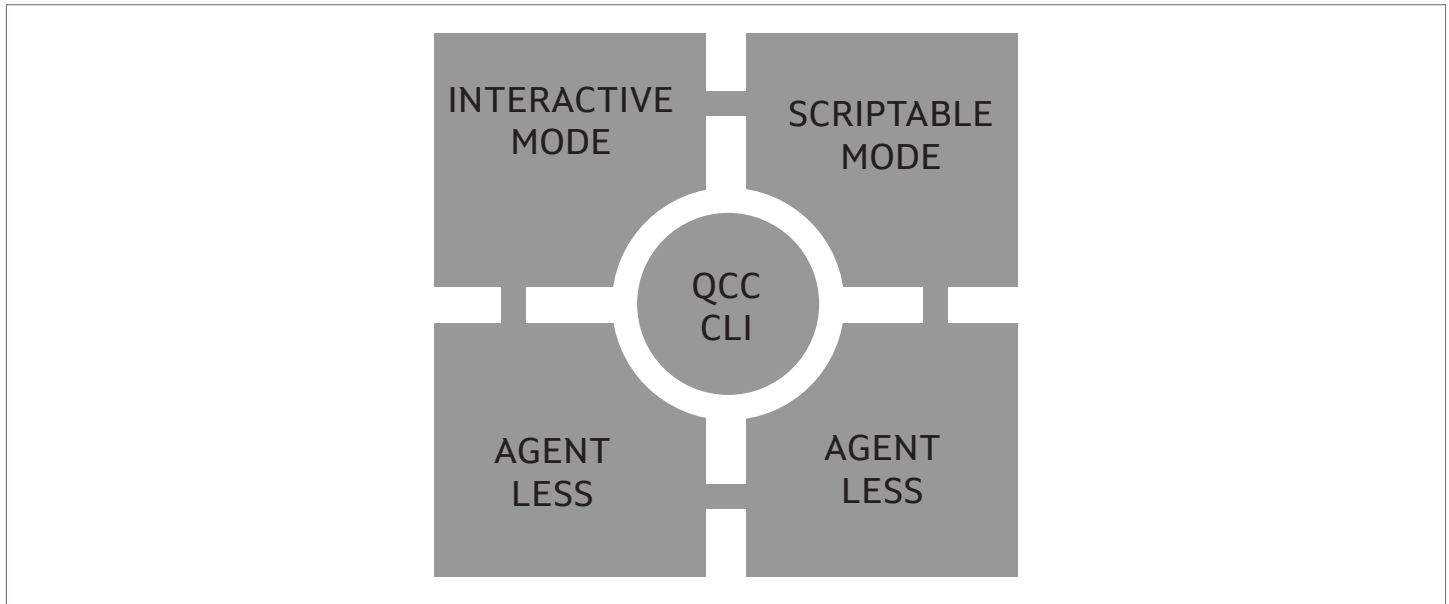 INTERACTIVE
MODE
SCRIPTABLE
MODE
QCC
CLI
AGENT
LESS
AGENT
LESS